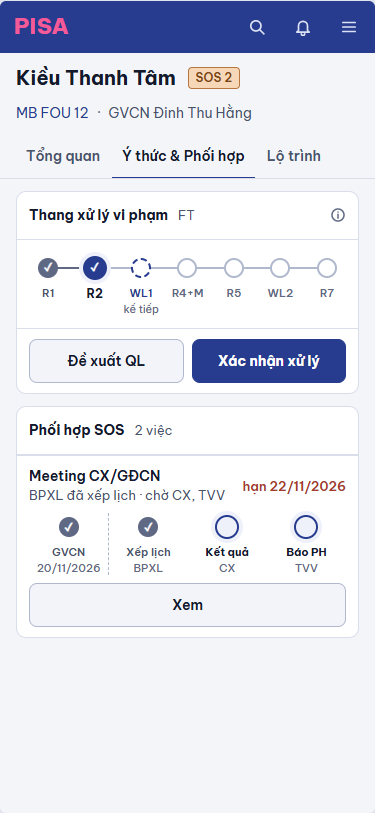 PISA
Kiều Thanh Tâm SOS 2
MB FOU 12 · GVCN Đinh Thu Hằng
Tổng quan Ý thức & Phối hợp Lộ trình
Thang xử lý vi phạm FT
R1 R2 WL1 R4+M R5 WL2 R7
kế tiếp
Đề xuất QL Xác nhận xử lý
Phối hợp SOS 2 việc
Meeting CX/GĐCN
hạn 22/11/2026
BPXL đã xếp lịch · chờ CX, TVV
GVCN Xếp lịch Kết quả Báo PH
20/11/2026 BPXL CX TVV
Xem